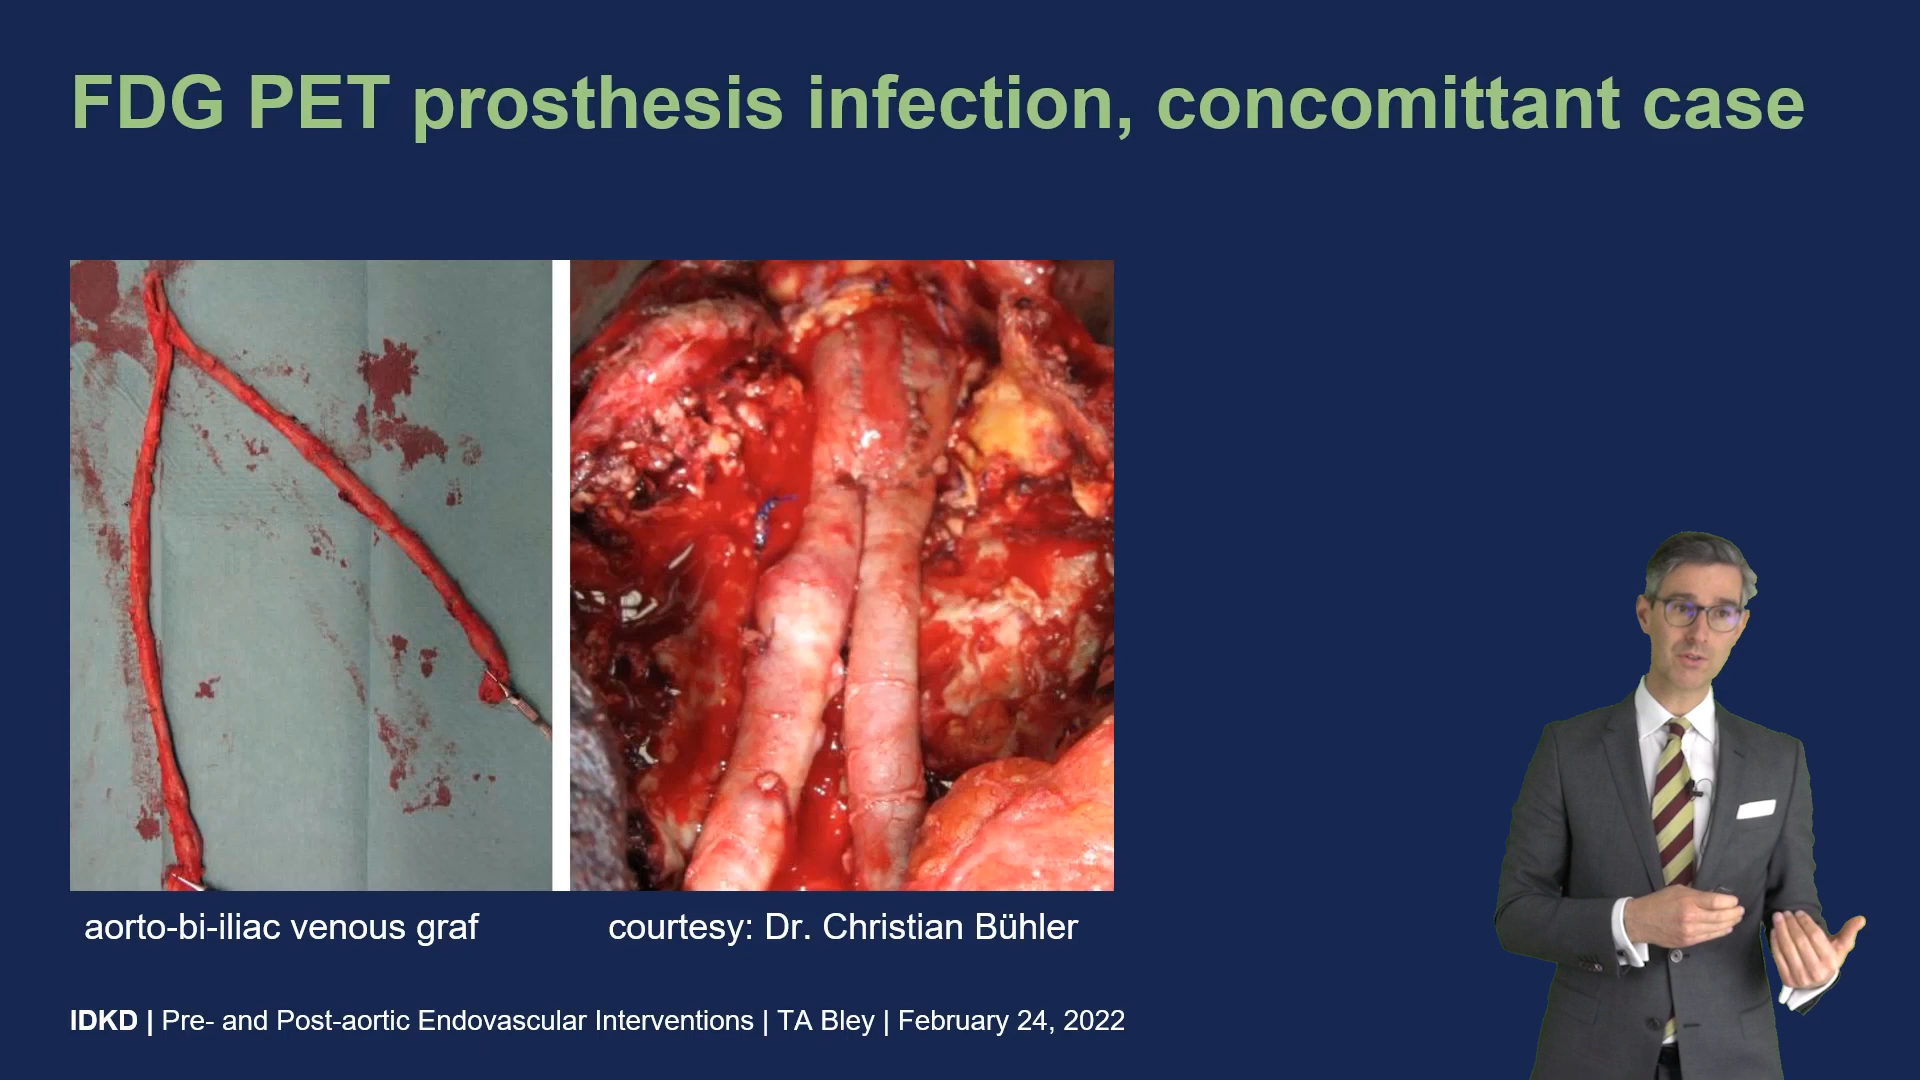 FDG PET prosthesis infection, concomittant case
aorto-bi-iliac venous graf
courtesy: Dr. Christian Bühler
IDKD | Pre- and Post-aortic Endovascular Interventions | TA Bley | February 24, 2022